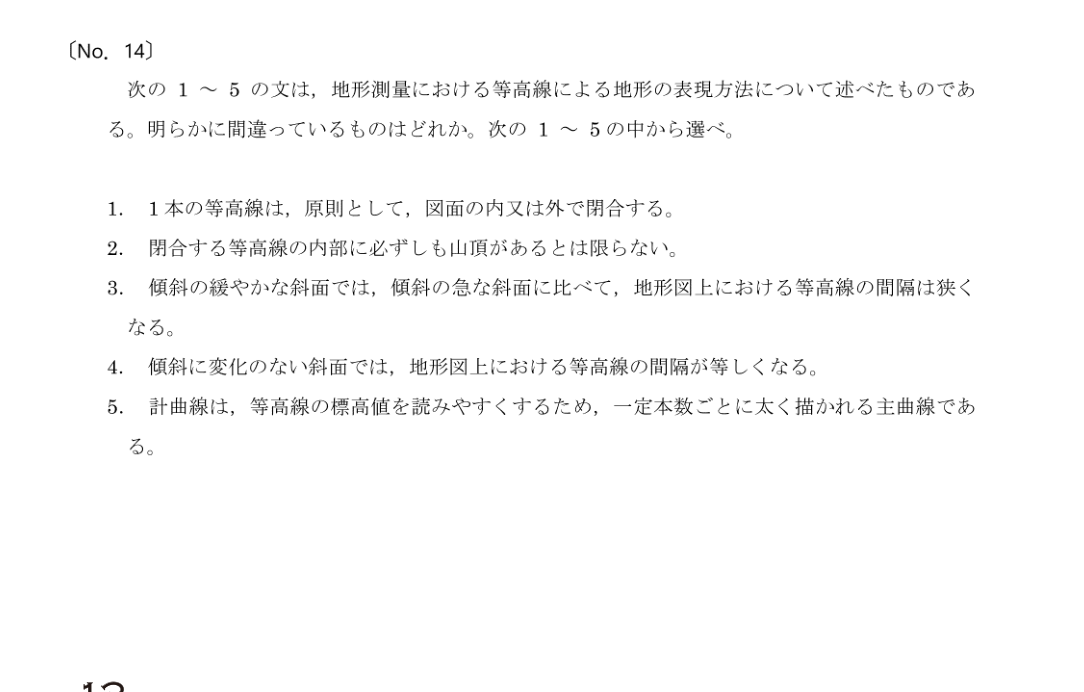 〔No. 14〕
次の 1 ～ 5 の文は，地形測量における等高線による地形の表現方法について述べたものであ
る。明らかに間違っているものはどれか。次の 1 ～ 5 の中から選べ。
1. 1 本の等高線は，原則として，図面の内又は外で閉合する。
2. 閉合する等高線の内部に必ずしも山頂があるとは限らない。
3. 傾斜の緩やかな斜面では，傾斜の急な斜面に比べて，地形図上における等高線の間隔は狭く
なる。
4. 傾斜に変化のない斜面では，地形図上における等高線の間隔が等しくなる。
5. 計曲線は，等高線の標高値を読みやすくするため，一定本数ごとに太く描かれる主曲線であ
る。